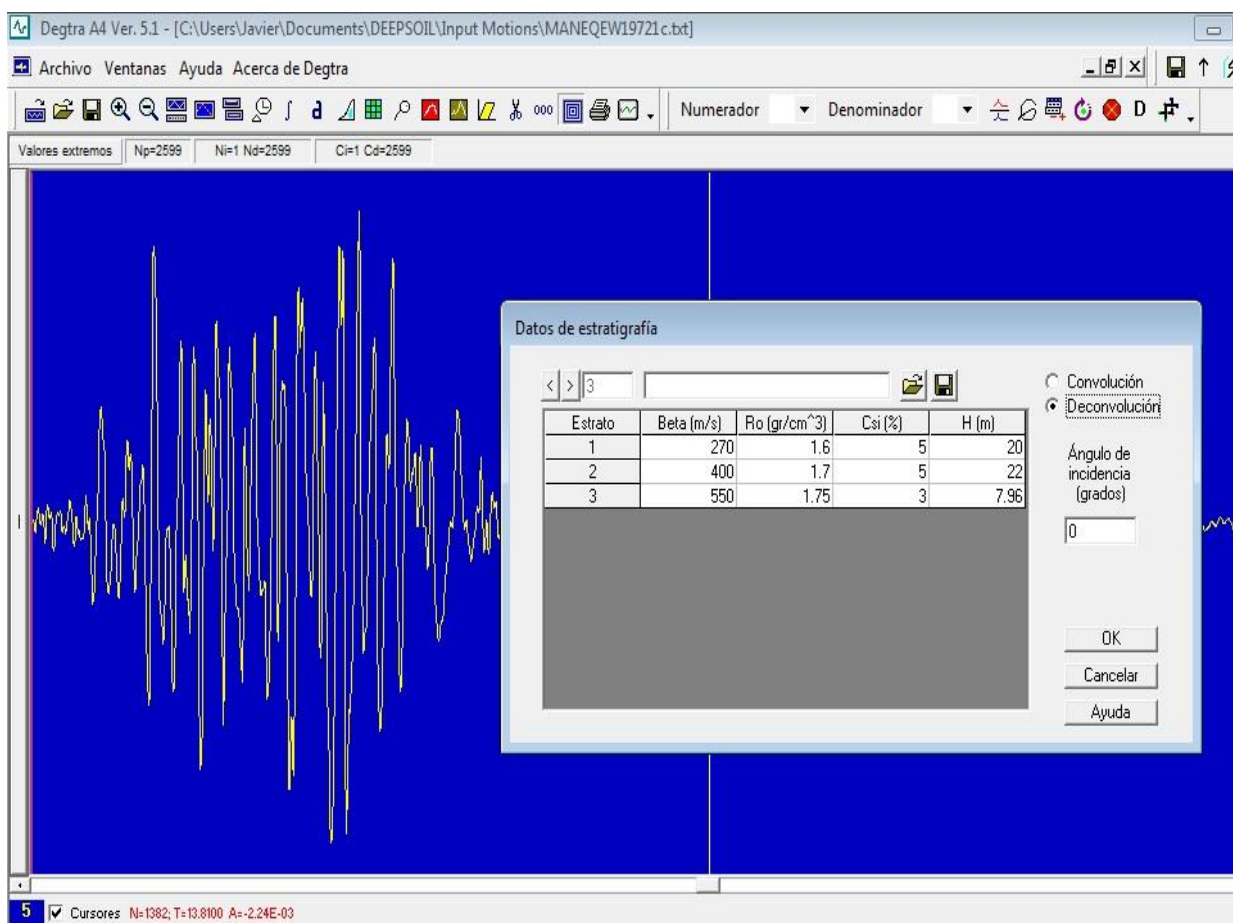 Degtra A4 Ver. 5.1 - [C:\Users\Javier\Documents\DEEPSOIL\Input Motions\MANEQEW19721c.txt]
Archivo Ventanas Ayuda Acerca de Degtra
Numerador Denominador D
Valores extremos Np=2599 Ni=1 Nd=2599 Ci=1 Cd=2599
Datos de estratigrafía
< > 3
Convolución
Deconvolución
Estrato Beta (m/s) Ro (gr/cm^3) Csi (%) H (m)
1 270 1.6 5 20
2 400 1.7 5 22
3 550 1.75 3 7.96
Ángulo de
incidencia
(grados)
0
OK
Cancelar
Ayuda
5 Cursores N=1382; T=13.8100 A=-2.24E-03